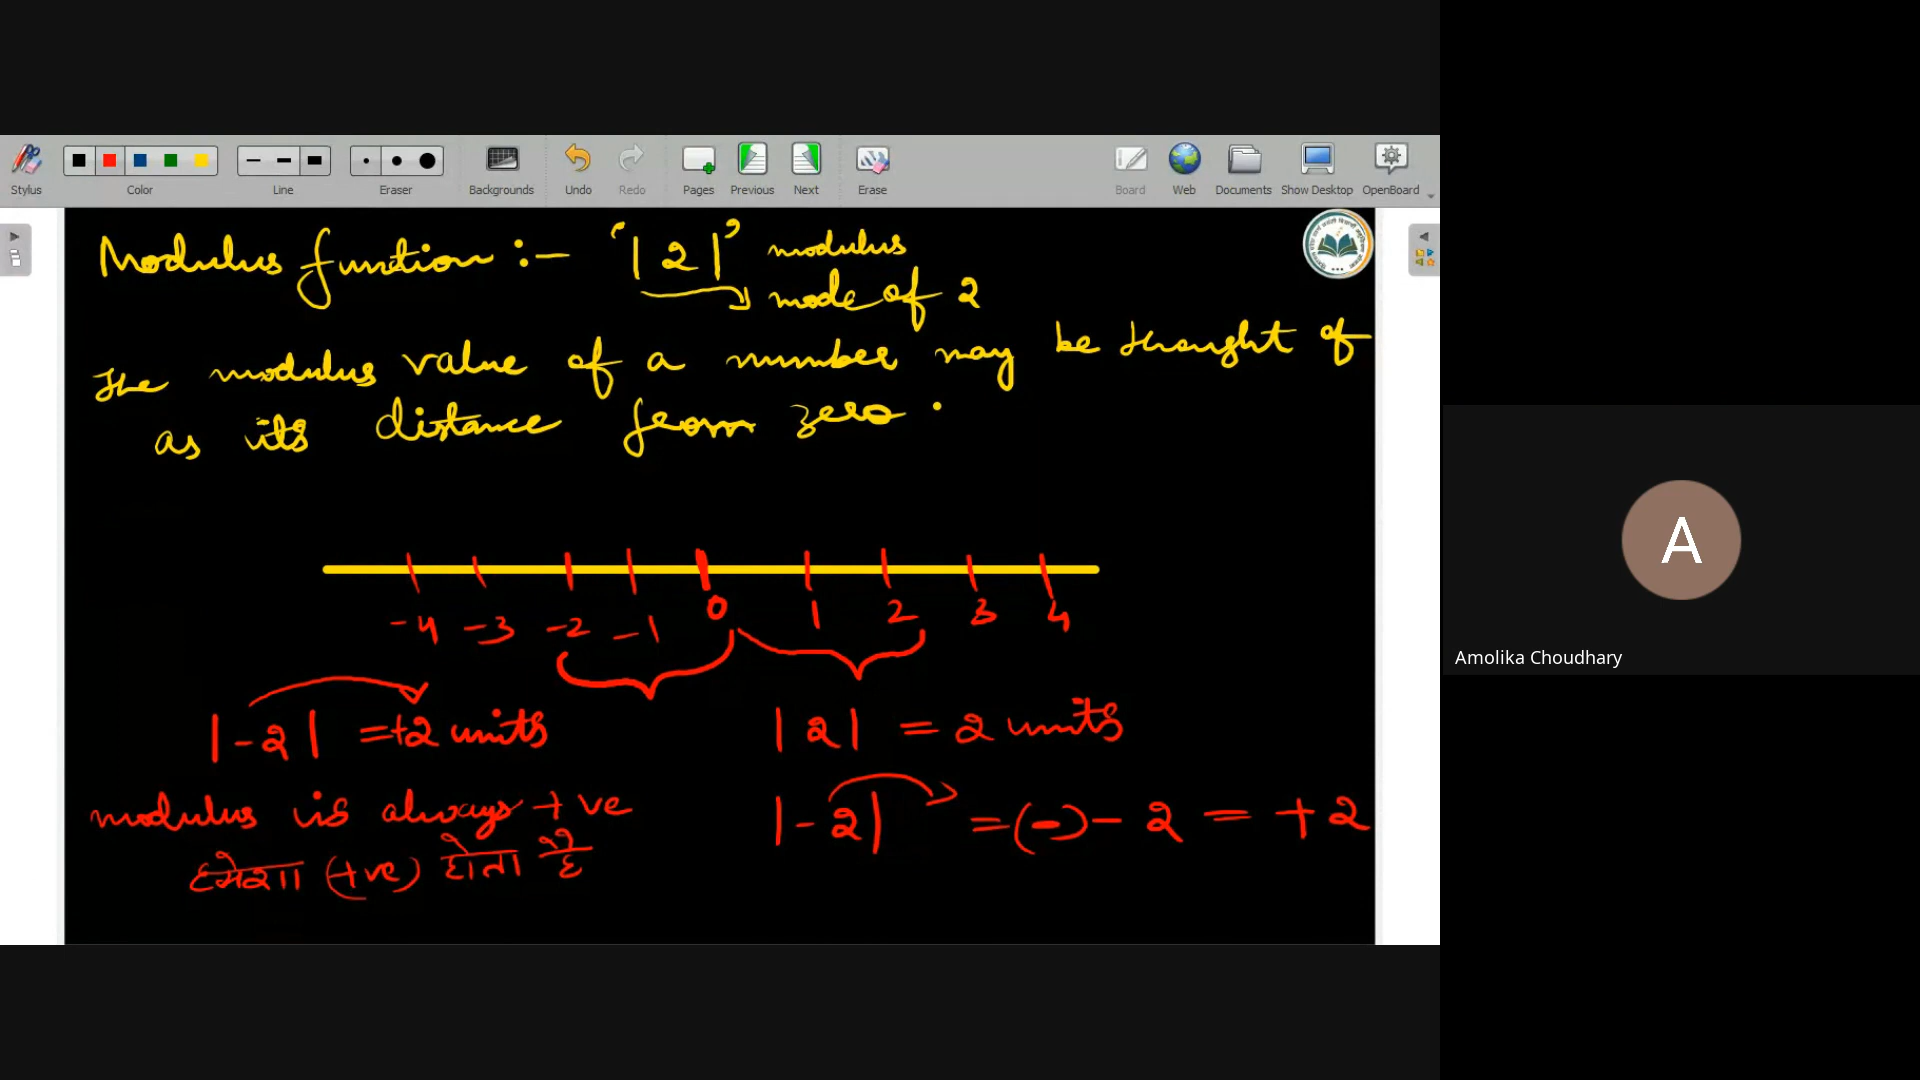 Stylus Color Line Eraser Backgrounds Undo Redo Pages Previous Next Erase Board Web Documents Show Desktop OpenBoard
Modulus function :- ‘|2|’ modulus
mode of 2
The modulus value of a number may be thought of
as its distance from zero .
-4 -3 -2 -1 0 1 2 3 4
|-2| = +2 units
|2| = 2 units
modulus is always +ve
हमेशा (+ve) होता है
|-2| = (-) - 2 = +2
A
Amolika Choudhary